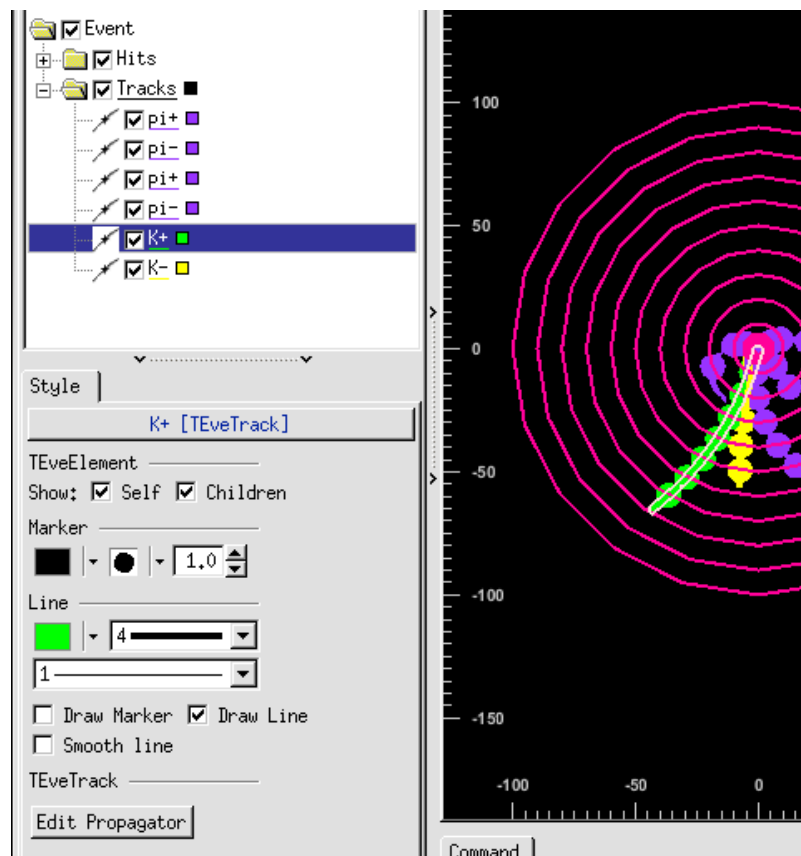 Event
Hits
Tracks
pi+
pi-
pi+
pi-
K+
K-
Style
K+ [TEveTrack]
TEveElement
Show: Self Children
Marker
1.0
Line
4
1
Draw Marker Draw Line
Smooth line
TEveTrack
Edit Propagator
100
50
0
-50
-100
-150
-100 -50 0
Command